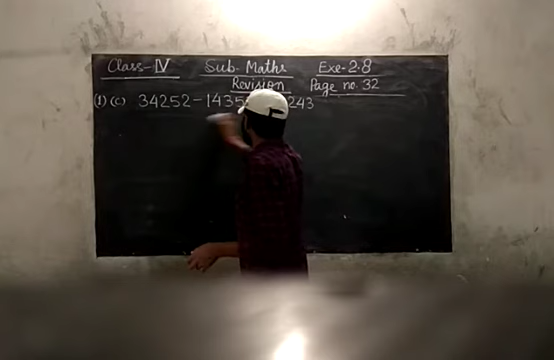 Class-IV Sub. Maths Exe-2.8
Revision Page no. 32
(1) (c) 34252-1435 243